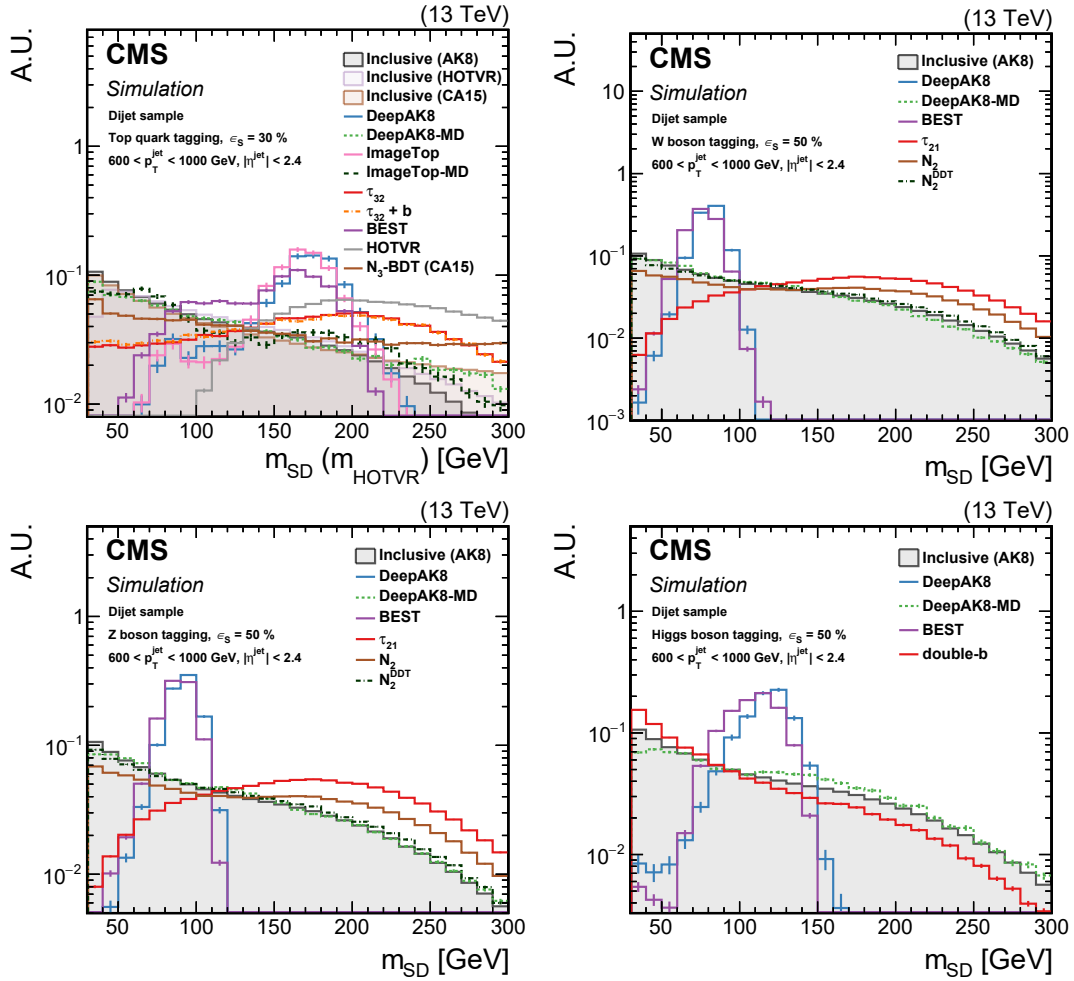 (13 TeV)
A.U.
CMS
Simulation
Dijet sample
Top quark tagging, ϵ_S = 30 %
600 < p_T^jet < 1000 GeV, |η^jet| < 2.4
Inclusive (AK8)
Inclusive (HOTVR)
Inclusive (CA15)
DeepAK8
DeepAK8-MD
ImageTop
ImageTop-MD
τ_32
τ_32 + b
BEST
HOTVR
N_3-BDT (CA15)
1
10^-1
10^-2
50 100 150 200 250 300
m_SD (m_HOTVR) [GeV]
(13 TeV)
A.U.
CMS
Simulation
Dijet sample
W boson tagging, ϵ_S = 50 %
600 < p_T^jet < 1000 GeV, |η^jet| < 2.4
Inclusive (AK8)
DeepAK8
DeepAK8-MD
BEST
τ_21
N_2
N_2^DDT
10
1
10^-1
10^-2
10^-3
50 100 150 200 250 300
m_SD [GeV]
(13 TeV)
A.U.
CMS
Simulation
Dijet sample
Z boson tagging, ϵ_S = 50 %
600 < p_T^jet < 1000 GeV, |η^jet| < 2.4
Inclusive (AK8)
DeepAK8
DeepAK8-MD
BEST
τ_21
N_2
N_2^DDT
1
10^-1
10^-2
50 100 150 200 250 300
m_SD [GeV]
(13 TeV)
A.U.
CMS
Simulation
Dijet sample
Higgs boson tagging, ϵ_S = 50 %
600 < p_T^jet < 1000 GeV, |η^jet| < 2.4
Inclusive (AK8)
DeepAK8
DeepAK8-MD
BEST
double-b
1
10^-1
10^-2
50 100 150 200 250 300
m_SD [GeV]